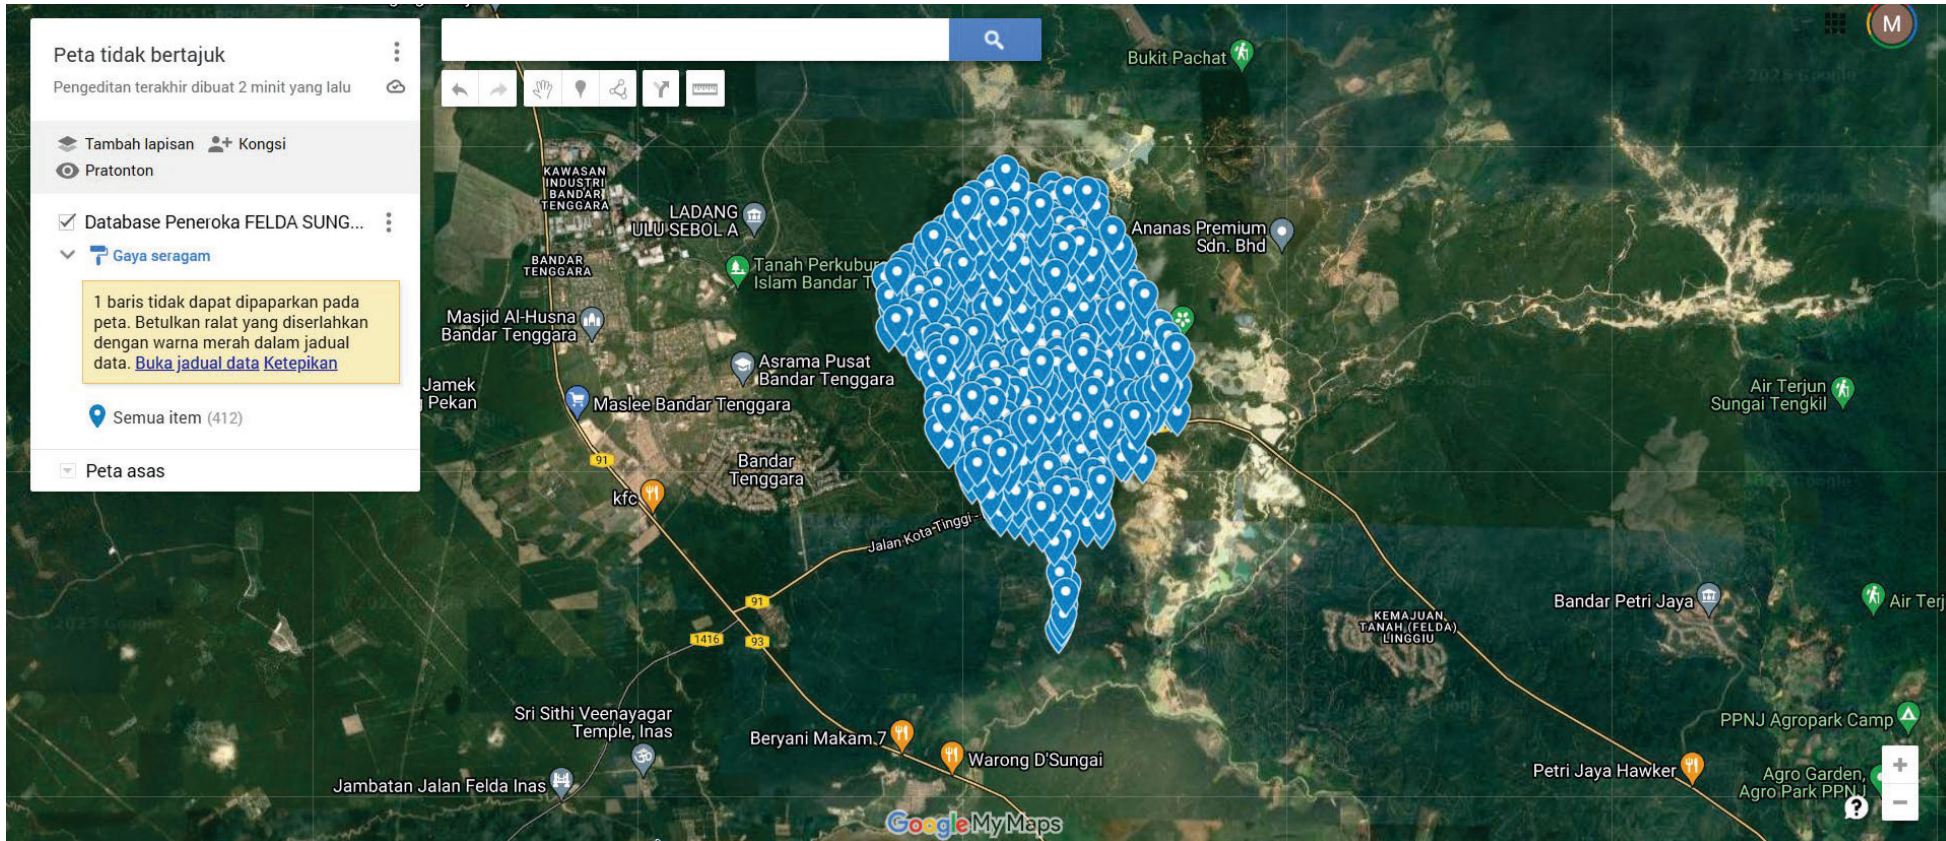 Peta tidak bertajuk
Pengeditan terakhir dibuat 2 minit yang lalu
Tambah lapisan
Kongsi
Pratonton
Database Peneroka FELDA SUNG...
Gaya seragam
1 baris tidak dapat dipaparkan pada
peta. Betulkan ralat yang diserlahkan
dengan warna merah dalam jadual
data. Buka jadual data Ketepikan
Semua item (412)
Peta asas
M
Bukit Pachat
KAWASAN
INDUSTRI
BANDAR
TENGGARA
LADANG
ULU SEBOL A
Ananas Premium
Sdn. Bhd
BANDAR
TENGGARA
Tanah Perkubur
Islam Bandar T
Masjid Al-Husna
Bandar Tenggara
Asrama Pusat
Bandar Tenggara
Jamek
Pekan
Maslee Bandar Tenggara
Air Terjun
Sungai Tengkil
91
Bandar
Tenggara
kfc
Jalan Kota Tinggi -
91
1416
93
KEMAJUAN
TANAH (FELDA)
LINGGIU
Bandar Petri Jaya
Air Terj
Sri Sithi Veenayagar
Temple, Inas
Beryani Makam 7
Warong D'Sungai
Jambatan Jalan Felda Inas
PPNJ Agropark Camp
Petri Jaya Hawker
Agro Garden,
Agro Park PPNJ
+
−
?
Google My Maps